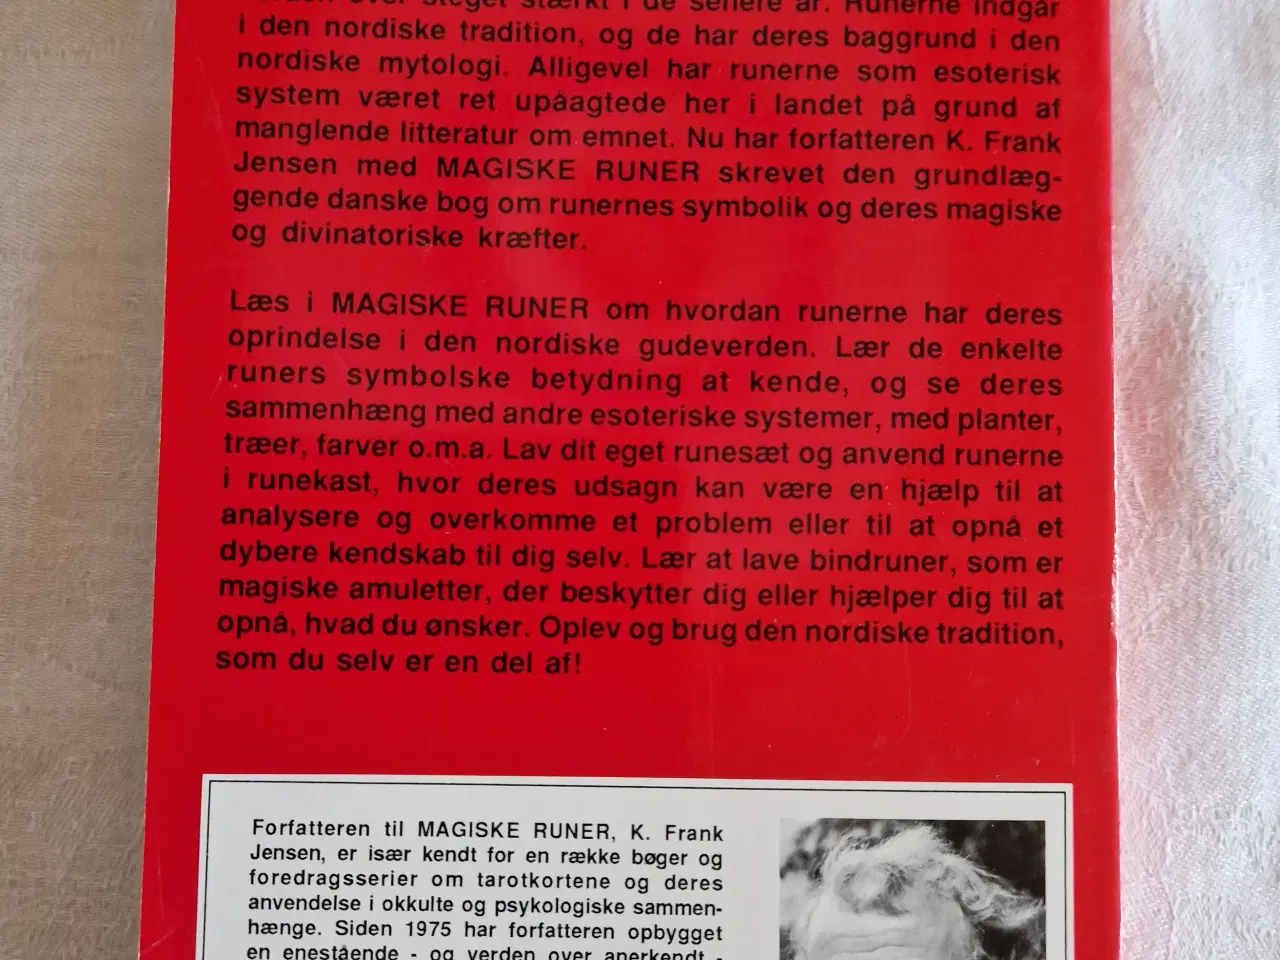 over steget stærkt i de senere år. Runerne indgår
i den nordiske tradition, og de har deres baggrund i den
nordiske mytologi. Alligevel har runerne som esoterisk
system været ret upåagtede her i landet på grund af
manglende litteratur om emnet. Nu har forfatteren K. Frank
Jensen med MAGISKE RUNER skrevet den grundlæg-
gende danske bog om runernes symbolik og deres magiske
og divinatoriske kræfter.
Læs i MAGISKE RUNER om hvordan runerne har deres
oprindelse i den nordiske gudeverden. Lær de enkelte
runers symbolske betydning at kende, og se deres
sammenhæng med andre esoteriske systemer, med planter,
træer, farver o.m.a. Lav dit eget runesæt og anvend runerne
i runekast, hvor deres udsagn kan være en hjælp til at
analysere og overkomme et problem eller til at opnå et
dybere kendskab til dig selv. Lær at lave bindruner, som er
magiske amuletter, der beskytter dig eller hjælper dig til at
opnå, hvad du ønsker. Oplev og brug den nordiske tradition,
som du selv er en del af!
Forfatteren til MAGISKE RUNER, K. Frank
Jensen, er især kendt for en række bøger og
foredragsserier om tarotkortene og deres
anvendelse i okkulte og psykologiske sammen-
hænge. Siden 1975 har forfatteren opbygget
en enestående - og verden over anerkendt -